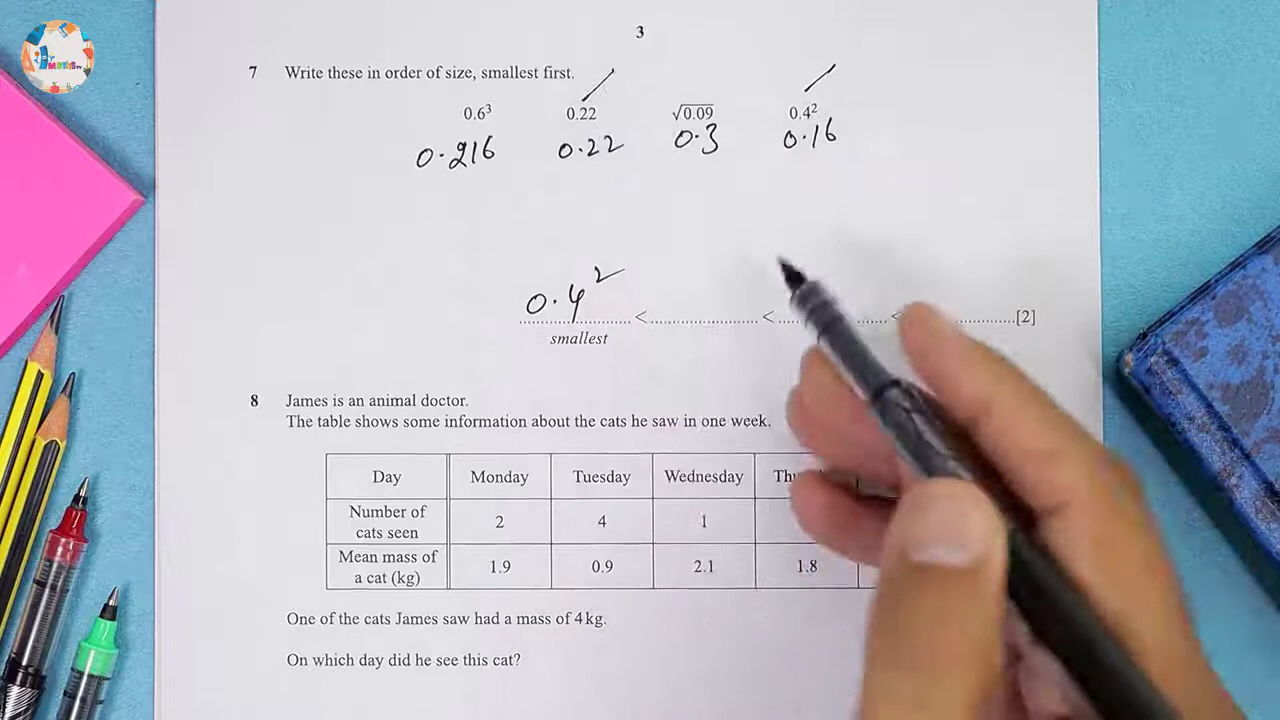 3
7 Write these in order of size, smallest first.
0.6³ 0.22 √0.09 0.4²
0.216 0.22 0.3 0.16
0.4²
.................... < .................... < .................... < .................... [2]
smallest
8 James is an animal doctor.
The table shows some information about the cats he saw in one week.
Day Monday Tuesday Wednesday
Number of cats seen 2 4 1
Mean mass of a cat (kg) 1.9 0.9 2.1 1.8
One of the cats James saw had a mass of 4 kg.
On which day did he see this cat?